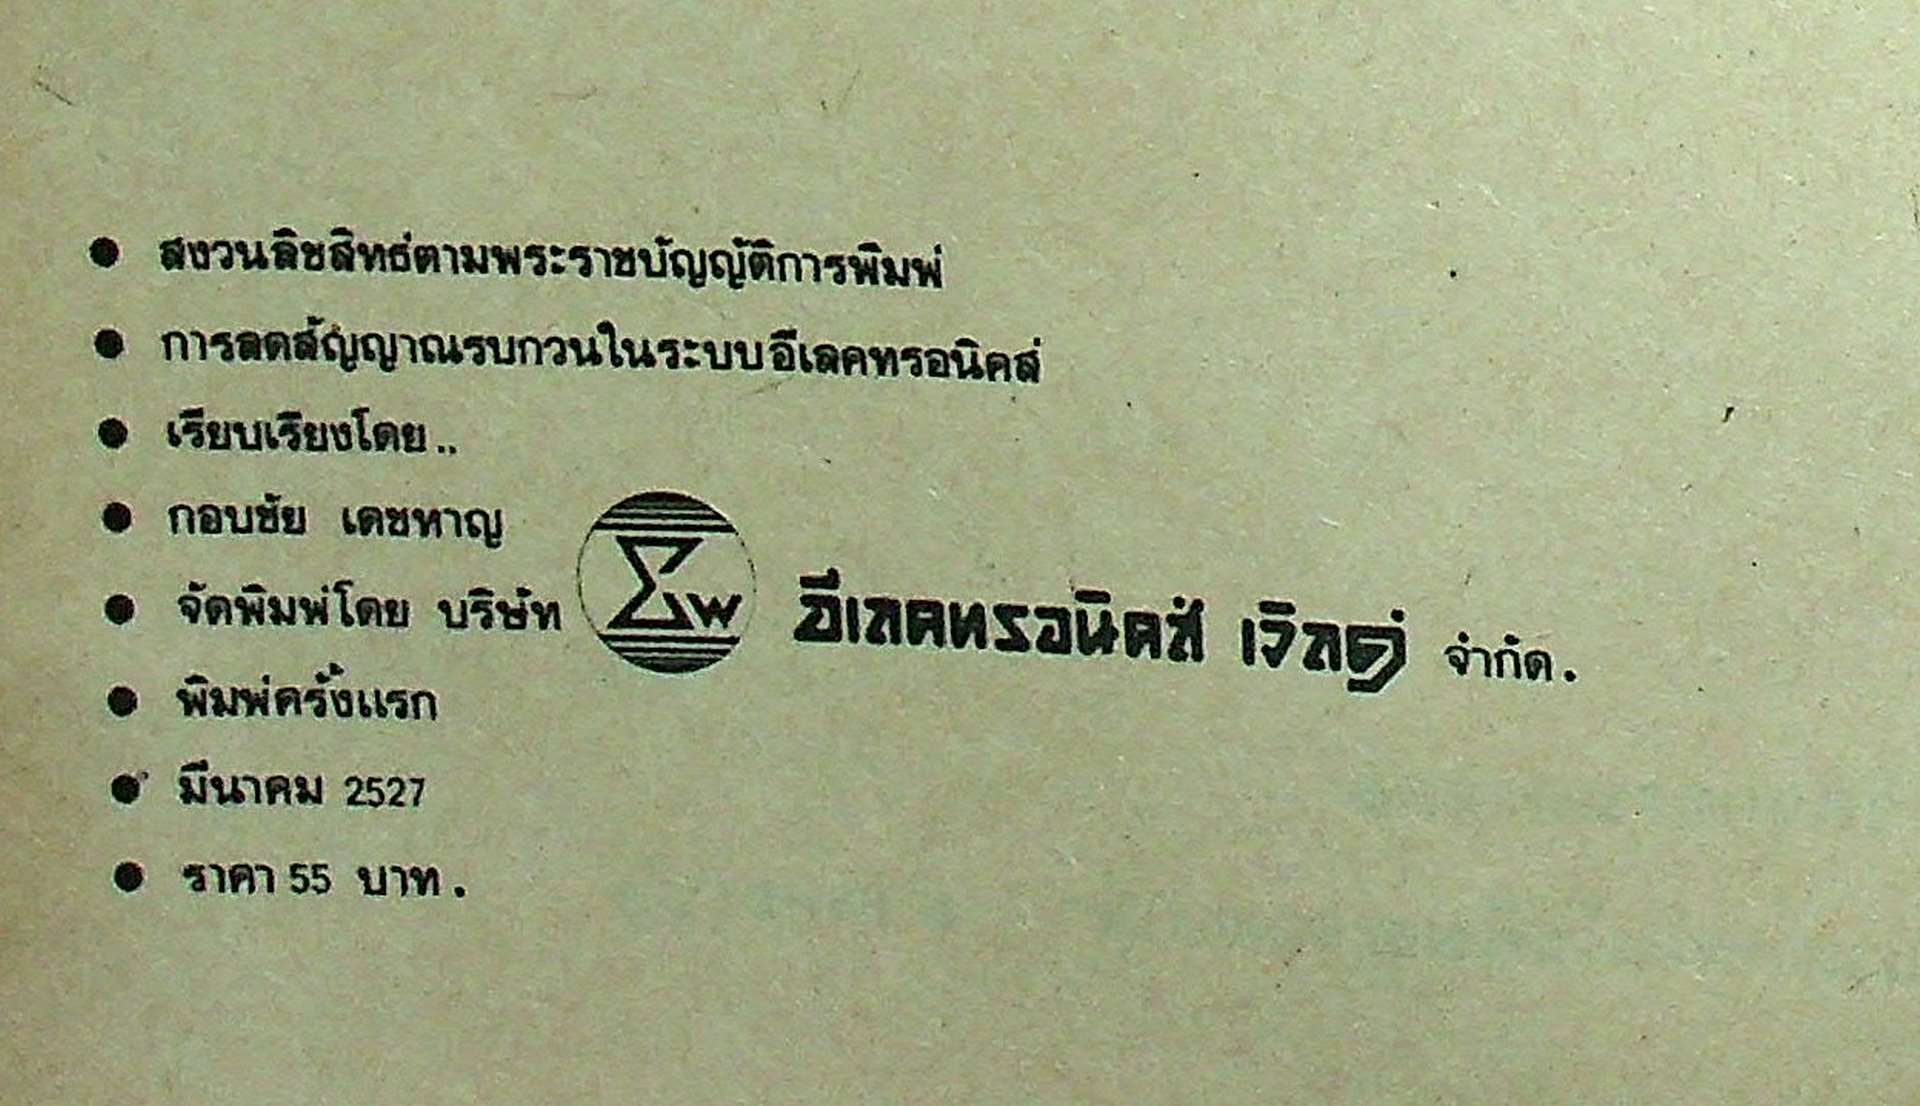 ● สงวนลิขสิทธ์ตามพระราชบัญญัติการพิมพ์
● การลดสัญญาณรบกวนในระบบอีเลคทรอนิคส์
● เรียบเรียงโดย..
● กอบชัย เดชหาญ
● จัดพิมพ์โดย บริษัท Σw อีเลคทรอนิคส์ เวิลด์ จำกัด.
● พิมพ์ครั้งแรก
● มีนาคม 2527
● ราคา 55 บาท.